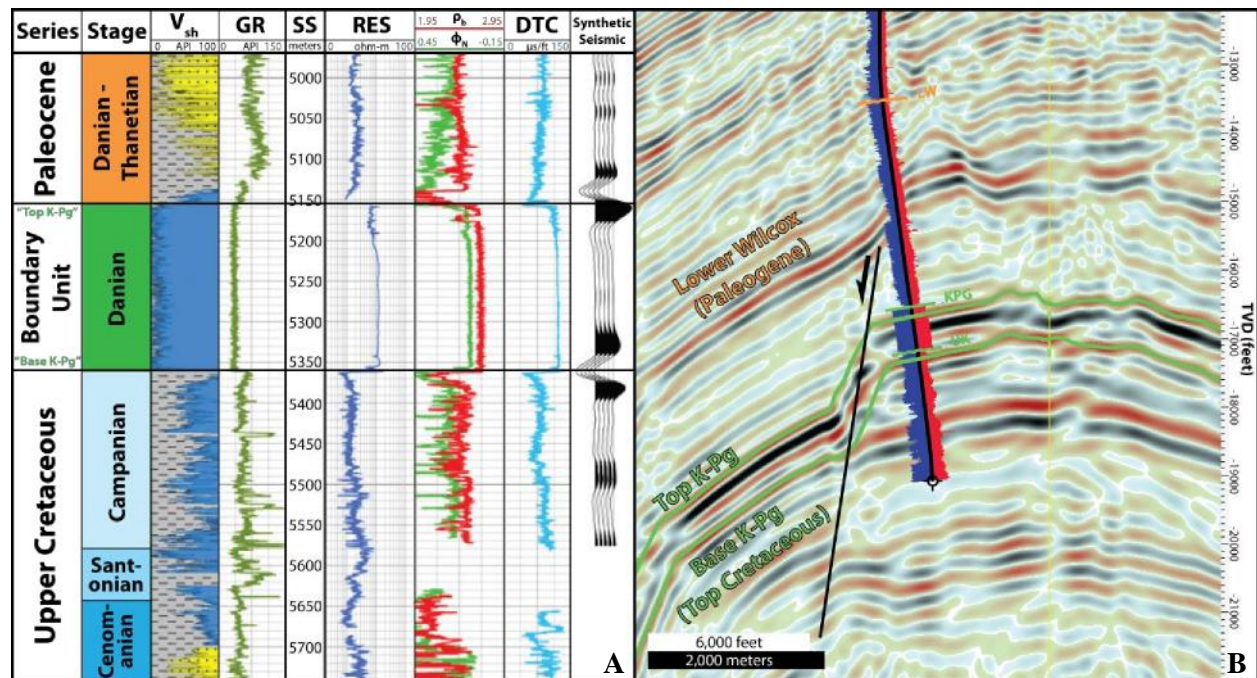 Series Stage Vsh GR SS RES ρb DTC Synthetic Seismic
0 API 100 0 API 150 meters 0 ohm-m 100 1.95 2.95 0.45 ϕN -0.15 0 μs/ft 150
Paleocene
Danian - Thanetian
5000
5050
5100
5150
"Top K-Pg"
Boundary Unit
Danian
5200
5250
5300
5350
"Base K-Pg"
Upper Cretaceous
Campanian
5400
5450
5500
5550
Sant-
onian
5600
Cenom-
anian
5650
5700
A
LW
Lower Wilcox
(Paleogene)
KPG
UK
Top K-Pg
Base K-Pg
(Top Cretaceous)
6,000 feet
2,000 meters
-13000
-14000
-15000
-16000
TVD (feet)
-17000
-18000
-19000
-20000
-21000
B